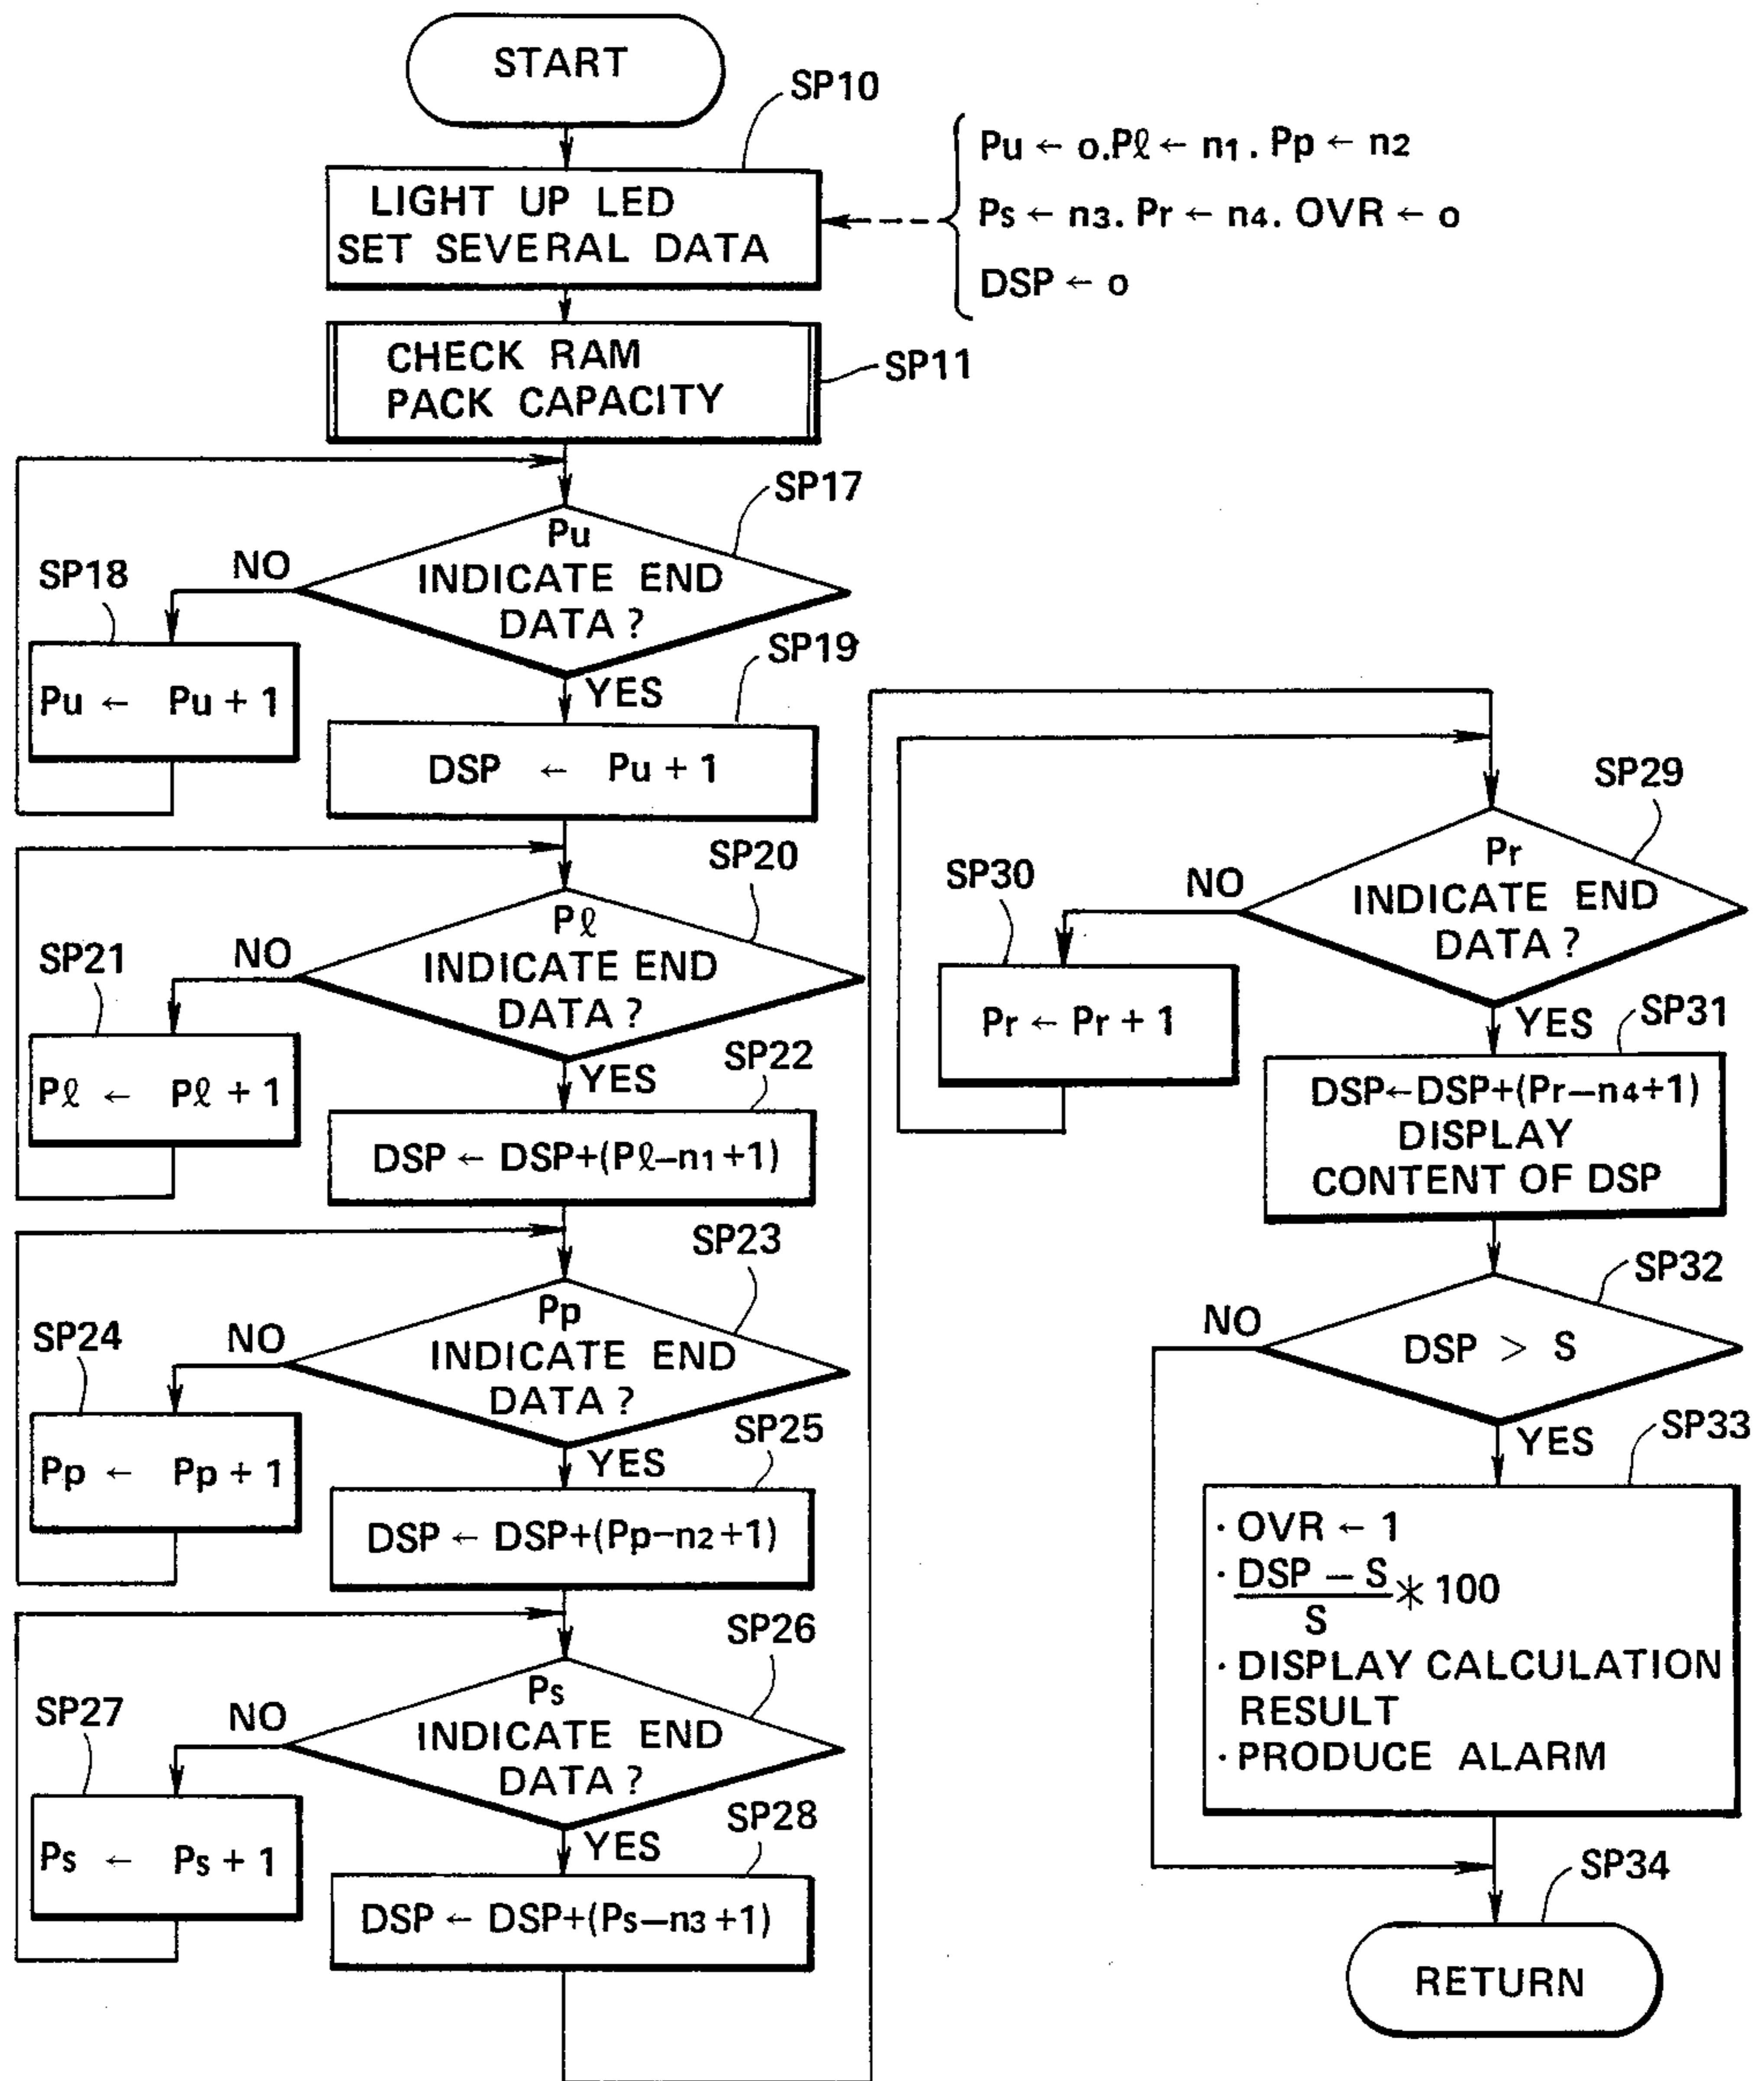 START
SP10
Pu ← o.Pℓ ← n1. Pp ← n2
Ps ← n3. Pr ← n4. OVR ← o
DSP ← o
LIGHT UP LED
SET SEVERAL DATA
CHECK RAM
PACK CAPACITY
SP11
SP17
Pu
INDICATE END
DATA ?
NO
SP18
Pu ← Pu + 1
YES
SP19
DSP ← Pu + 1
SP20
Pℓ
INDICATE END
DATA ?
NO
SP21
Pℓ ← Pℓ + 1
YES
SP22
DSP ← DSP+(Pℓ−n1+1)
SP23
Pp
INDICATE END
DATA ?
NO
SP24
Pp ← Pp + 1
YES
SP25
DSP ← DSP+(Pp−n2+1)
SP26
Ps
INDICATE END
DATA ?
NO
SP27
Ps ← Ps + 1
YES
SP28
DSP ← DSP+(Ps−n3+1)
SP29
Pr
INDICATE END
DATA ?
NO
SP30
Pr ← Pr + 1
YES
SP31
DSP←DSP+(Pr−n4+1)
DISPLAY
CONTENT OF DSP
SP32
DSP > S
NO
YES
SP33
· OVR ← 1
· DSP − S
S
* 100
· DISPLAY CALCULATION
RESULT
· PRODUCE ALARM
SP34
RETURN